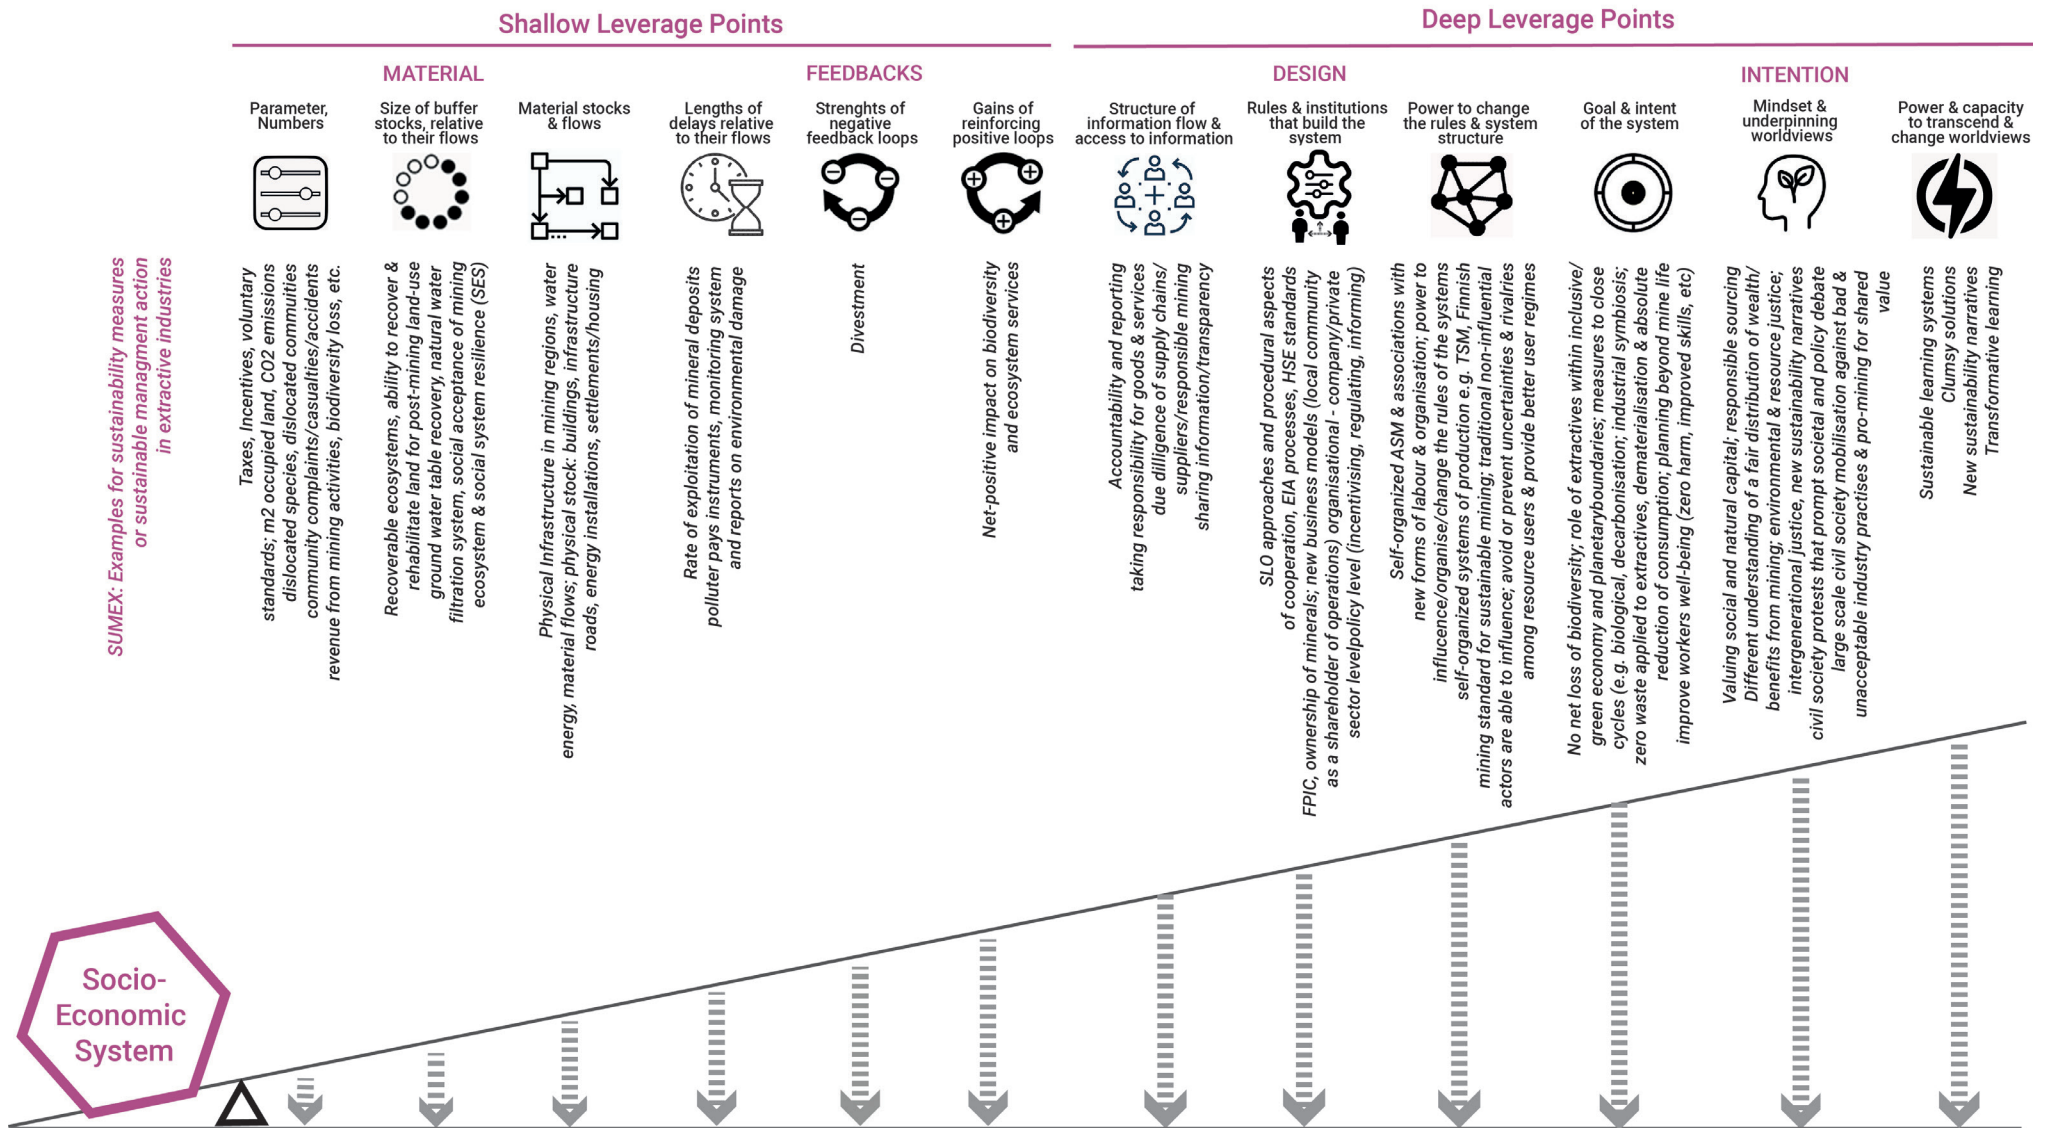 Shallow Leverage Points
Deep Leverage Points
MATERIAL
FEEDBACKS
DESIGN
INTENTION
Parameter,
Numbers
Size of buffer
stocks, relative
to their flows
Material stocks
& flows
Lengths of
delays relative
to their flows
Strenghts of
negative
feedback loops
Gains of
reinforcing
positive loops
Structure of
information flow &
access to information
Rules & institutions
that build the
system
Power to change
the rules & system
structure
Goal & intent
of the system
Mindset &
underpinning
worldviews
Power & capacity
to transcend &
change worldviews
SUMEX: Examples for sustainability measures
or sustainable managment action
in extractive industries
Taxes, Incentives, voluntary
standards; m2 occupied land, CO2 emissions
dislocated species, dislocated commuities
community complaints/casualties/accidents
revenue from mining activities, biodiversity loss, etc.
Recoverable ecosystems, ability to recover &
rehabilitate land for post-mining land-use
ground water table recovery, natural water
filtration system, social acceptance of mining
ecosystem & social system resilience (SES)
Physical Infrastructure in mining regions, water
energy, material flows; physical stock: buildings, infrastructure
roads, energy installations, settlements/housing
Rate of exploitation of mineral deposits
polluter pays instruments, monitoring system
and reports on environmental damage
Divestment
Net-positive impact on biodiversity
and ecosystem services
Accountability and reporting
taking responsibility for goods & services
due dilligence of supply chains/
suppliers/responsible mining
sharing information/transparency
SLO approaches and procedural aspects
of cooperation, EIA processes, HSE standards
FPIC, ownership of minerals; new business models (local community
as a shareholder of operations) organisational - company/private
sector levelpolicy level (incentivising, regulating, informing)
Self-organized ASM & associations with
new forms of labour & organisation; power to
influcence/organise/change the rules of the systems
self-organized systems of production e.g. TSM, Finnish
mining standard for sustainable mining; traditional non-influential
actors are able to influence; avoid or prevent uncertainties & rivalries
among resource users & provide better user regimes
No net loss of biodiversity; role of extractives within inclusive/
green economy and planetaryboundaries; measures to close
cycles (e.g. biological, decarbonisation; industrial symbiosis;
zero waste applied to extractives, dematerialisation & absolute
reduction of consumption; planning beyond mine life
improve workers well-being (zero harm, improved skills, etc)
Valuing social and natural capital; responsible sourcing
Different understanding of a fair distribution of wealth/
benefits from mining; environmental & resource justice;
intergenerational justice, new sustainability narratives
civil society protests that prompt societal and policy debate
large scale civil society mobilisation against bad &
unacceptable industry practises & pro-mining for shared
value
Sustainable learning systems
Clumsy solutions
New sustainability narratives
Transformative learning
Socio-
Economic
System